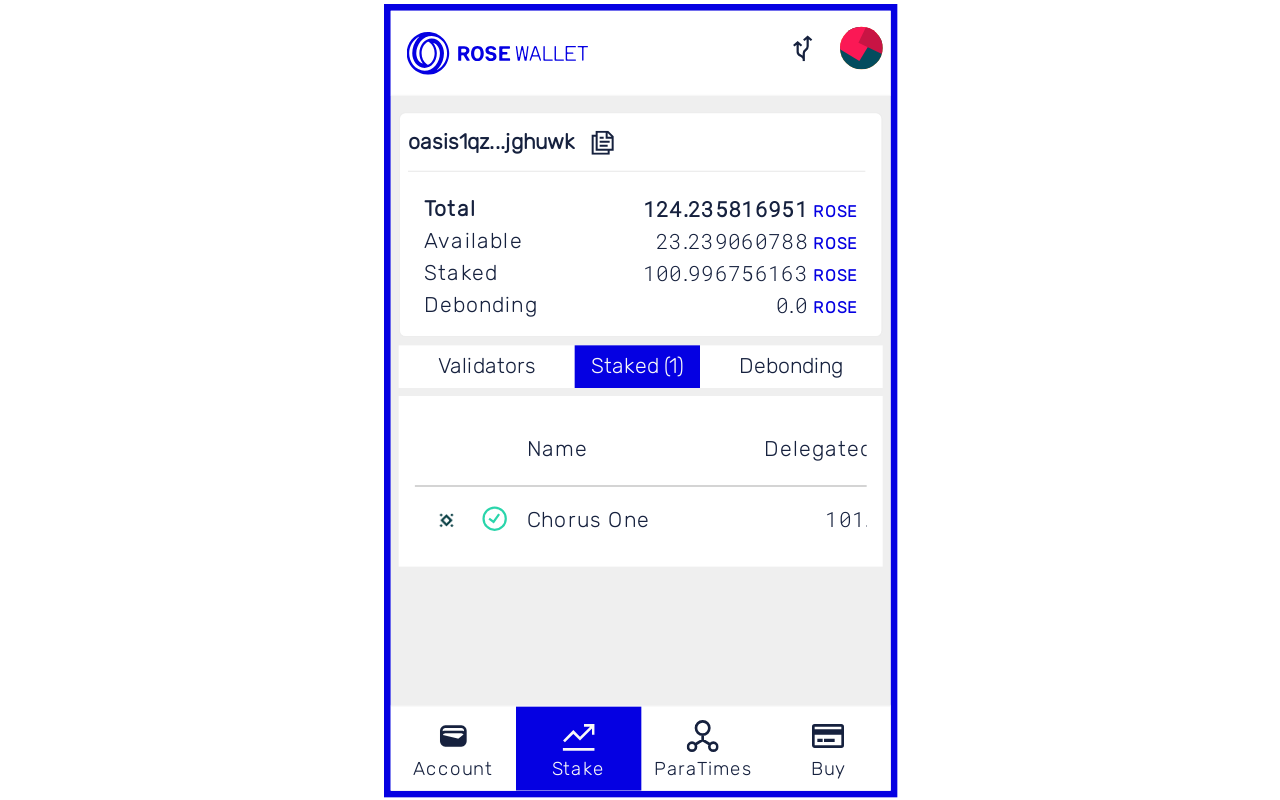 ROSE WALLET
oasis1qz...jghuwk
Total 124.235816951 ROSE
Available 23.239060788 ROSE
Staked 100.996756163 ROSE
Debonding 0.0 ROSE
Validators Staked (1) Debonding
Name Delegated
Chorus One 101.
Account Stake ParaTimes Buy